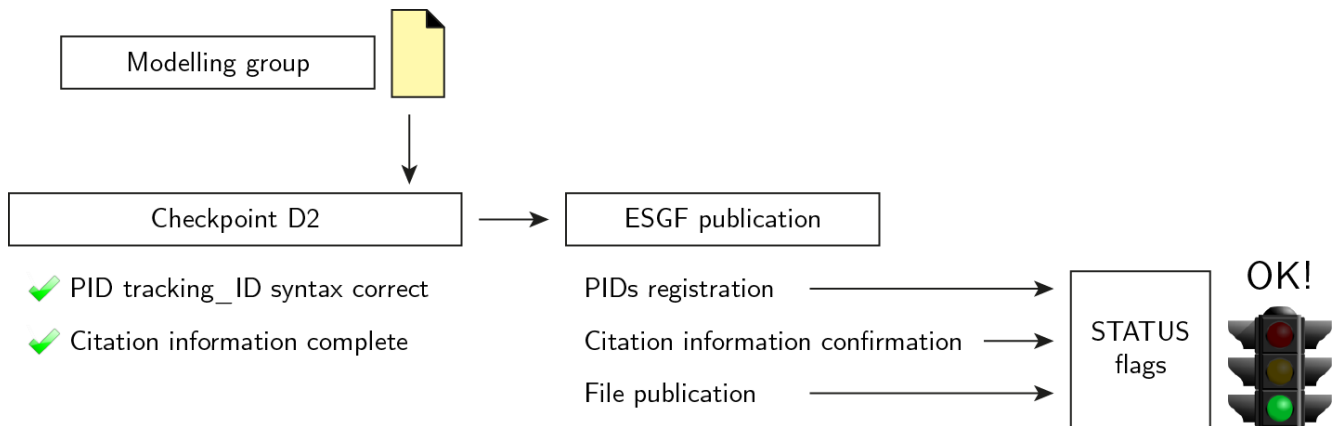 Modelling group
Checkpoint D2
ESGF publication
PID tracking_ID syntax correct
Citation information complete
PIDs registration
Citation information confirmation
File publication
STATUS
flags
OK!